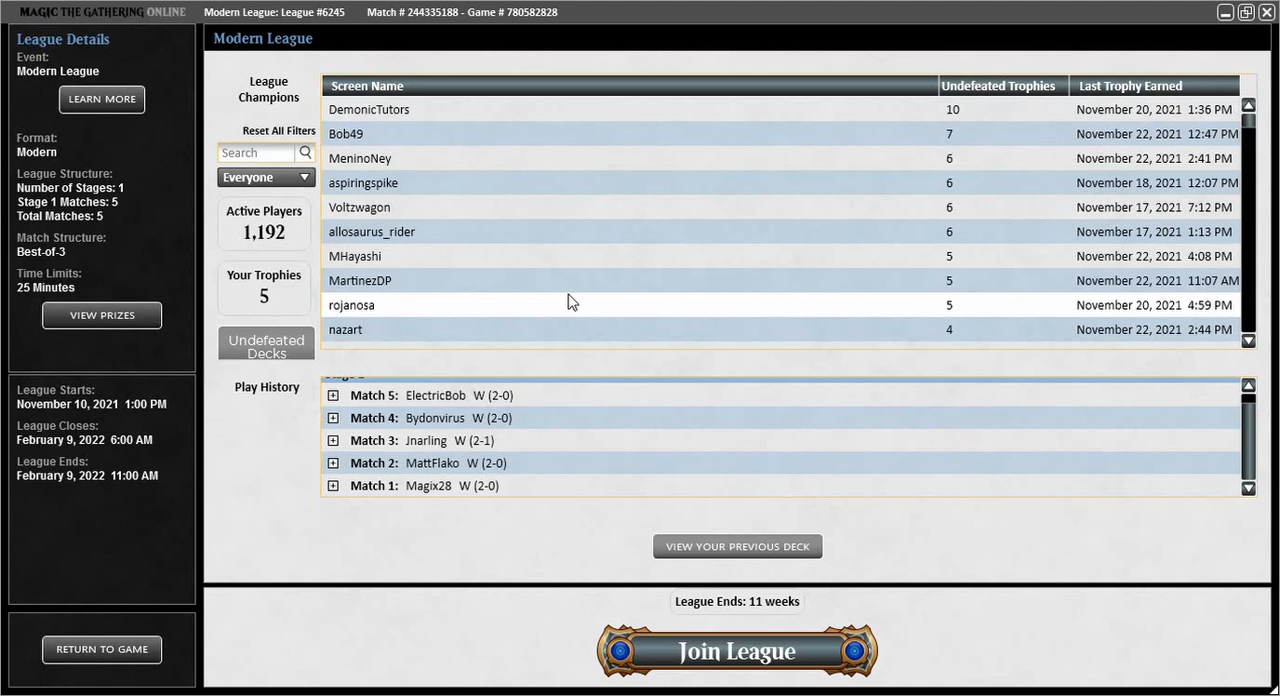 MAGIC THE GATHERING ONLINE
Modern League: League #6245 Match # 244335188 - Game # 780582828
League Details
Event:
Modern League
LEARN MORE
Format:
Modern
League Structure:
Number of Stages: 1
Stage 1 Matches: 5
Total Matches: 5
Match Structure:
Best-of-3
Time Limits:
25 Minutes
VIEW PRIZES
League Starts:
November 10, 2021 1:00 PM
League Closes:
February 9, 2022 6:00 AM
League Ends:
February 9, 2022 11:00 AM
RETURN TO GAME
Modern League
League
Champions
Reset All Filters
Search
Everyone
Active Players
1,192
Your Trophies
5
Undefeated
Decks
Screen Name Undefeated Trophies Last Trophy Earned
DemonicTutors 10 November 20, 2021 1:36 PM
Bob49 7 November 22, 2021 12:47 PM
MeninoNey 6 November 22, 2021 2:41 PM
aspiringspike 6 November 18, 2021 12:07 PM
Voltzwagon 6 November 17, 2021 7:12 PM
allosaurus_rider 6 November 17, 2021 1:13 PM
MHayashi 5 November 22, 2021 4:08 PM
MartinezDP 5 November 22, 2021 11:07 AM
rojanosa 5 November 20, 2021 4:59 PM
nazart 4 November 22, 2021 2:44 PM
Play History
Match 5: ElectricBob W (2-0)
Match 4: Bydonvirus W (2-0)
Match 3: Jnarling W (2-1)
Match 2: MattFlako W (2-0)
Match 1: Magix28 W (2-0)
VIEW YOUR PREVIOUS DECK
League Ends: 11 weeks
Join League